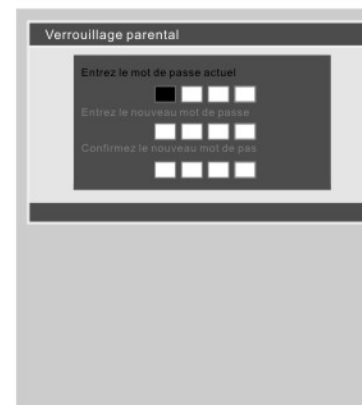 Verrouillage parental
Entrez le mot de passe actuel
Entrez le nouveau mot de passe
Confirmez le nouveau mot de pas